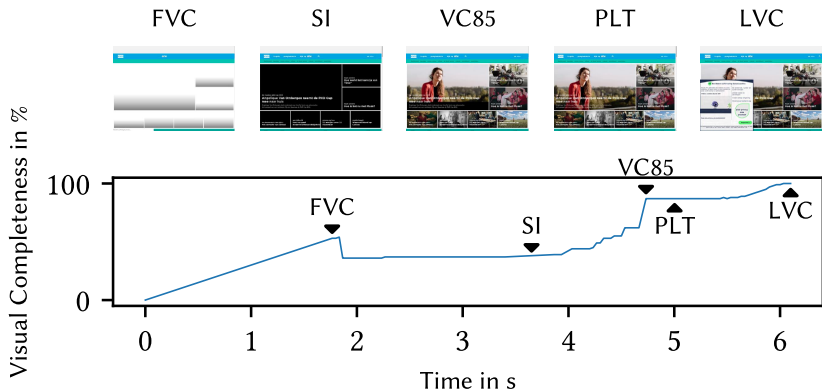 FVC SI VC85 PLT LVC
Visual Completeness in %
100
0
FVC
SI
VC85
PLT
LVC
0 1 2 3 4 5 6
Time in s